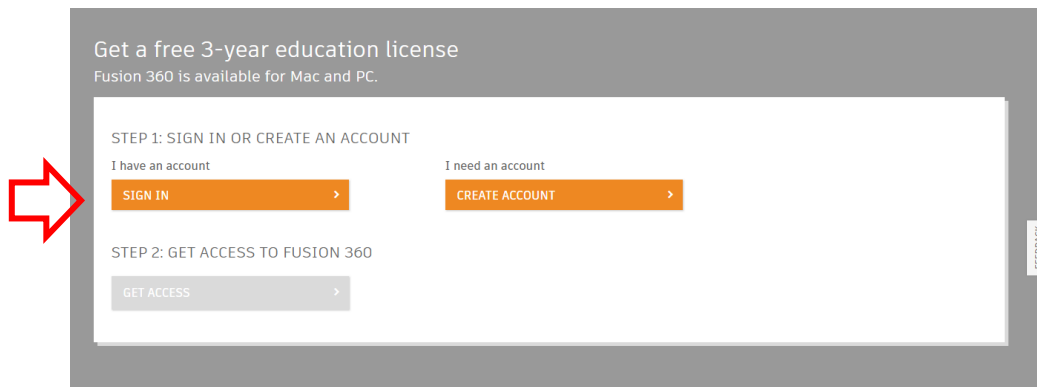 Get a free 3-year education license
Fusion 360 is available for Mac and PC.
STEP 1: SIGN IN OR CREATE AN ACCOUNT
I have an account
I need an account
SIGN IN
CREATE ACCOUNT
STEP 2: GET ACCESS TO FUSION 360
GET ACCESS
FEEDBACK